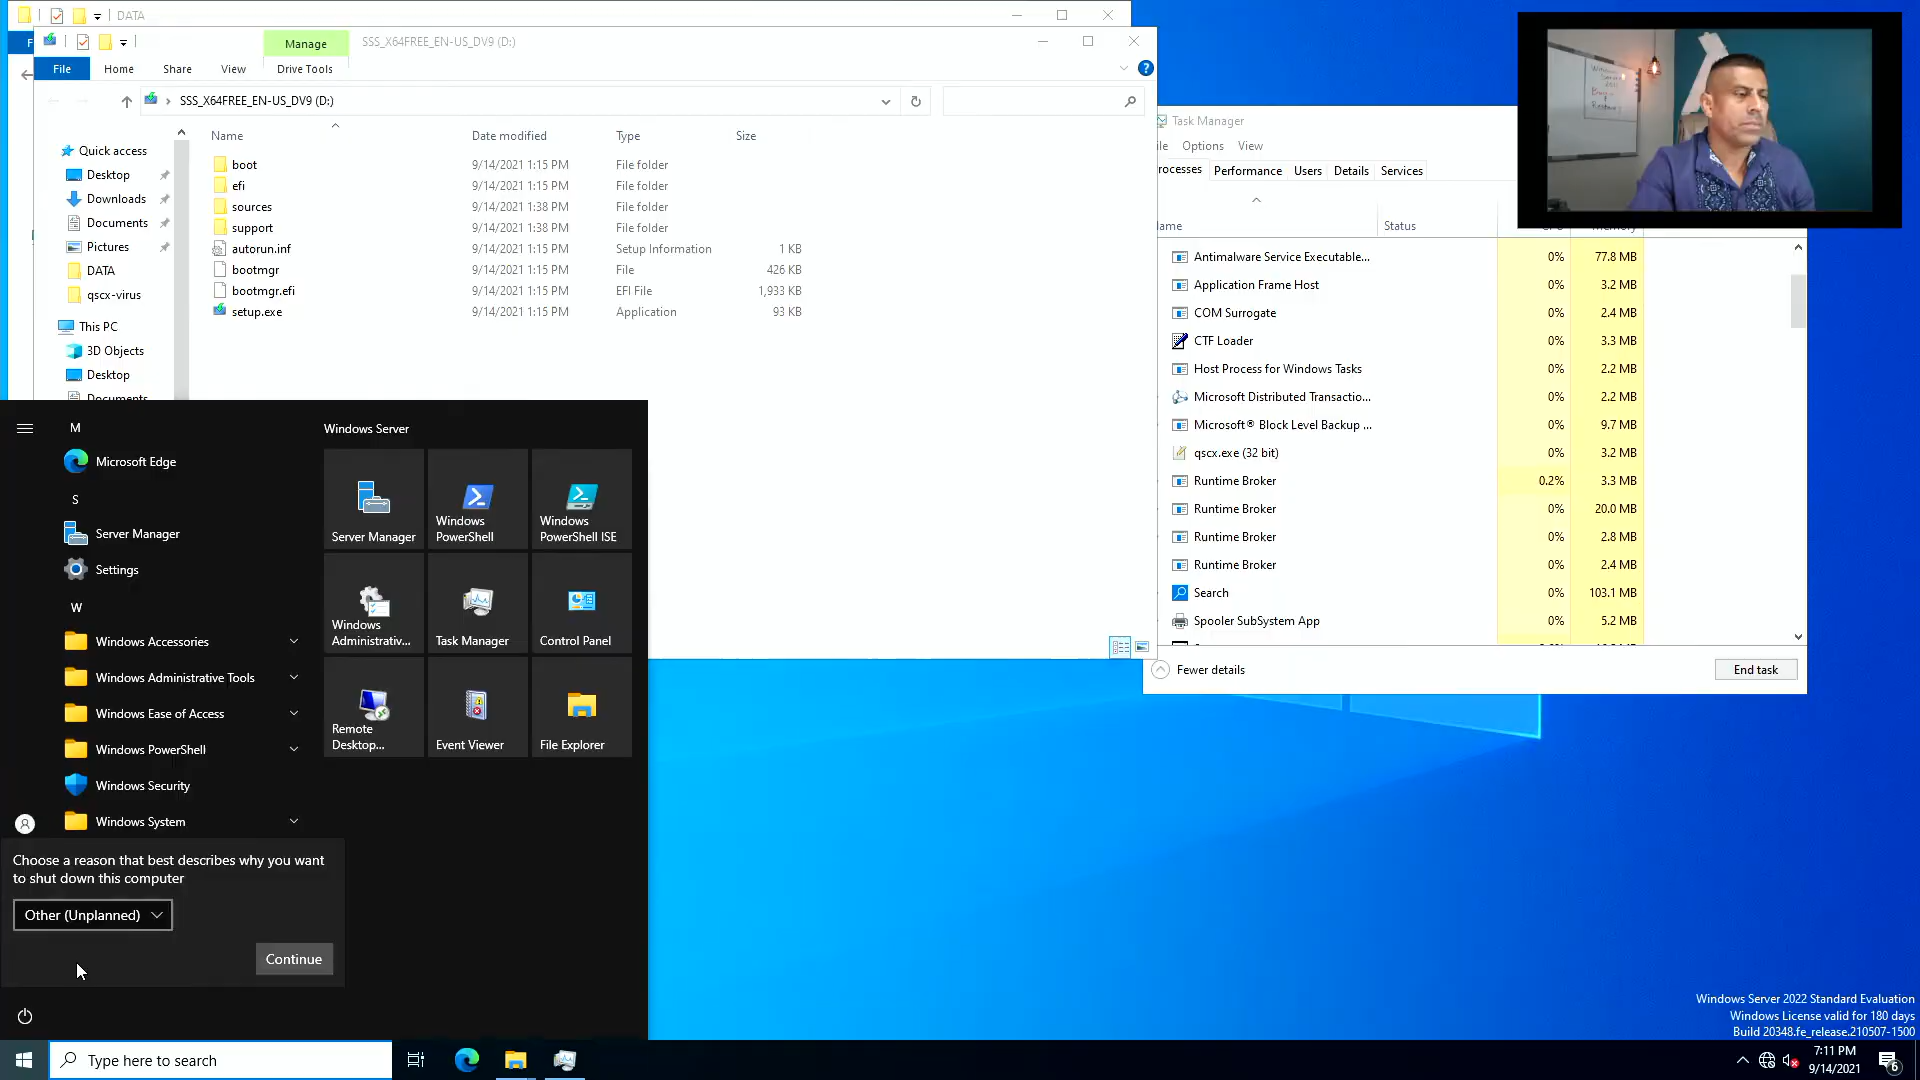 DATA
Manage
SSS_X64FREE_EN-US_DV9 (D:)
File
Home
Share
View
Drive Tools
SSS_X64FREE_EN-US_DV9 (D:)
Name
Date modified
Type
Size
Quick access
Desktop
Downloads
Documents
Pictures
DATA
qscx-virus
This PC
3D Objects
Desktop
Documents
boot 9/14/2021 1:15 PM File folder
efi 9/14/2021 1:15 PM File folder
sources 9/14/2021 1:38 PM File folder
support 9/14/2021 1:38 PM File folder
autorun.inf 9/14/2021 1:15 PM Setup Information 1 KB
bootmgr 9/14/2021 1:15 PM File 426 KB
bootmgr.efi 9/14/2021 1:15 PM EFI File 1,933 KB
setup.exe 9/14/2021 1:15 PM Application 93 KB
Task Manager
Options
View
Performance
Users
Details
Services
Status
Antimalware Service Executable... 0% 77.8 MB
Application Frame Host 0% 3.2 MB
COM Surrogate 0% 2.4 MB
CTF Loader 0% 3.3 MB
Host Process for Windows Tasks 0% 2.2 MB
Microsoft Distributed Transactio... 0% 2.2 MB
Microsoft® Block Level Backup ... 0% 9.7 MB
qscx.exe (32 bit) 0% 3.2 MB
Runtime Broker 0.2% 3.3 MB
Runtime Broker 0% 20.0 MB
Runtime Broker 0% 2.8 MB
Runtime Broker 0% 2.4 MB
Search 0% 103.1 MB
Spooler SubSystem App 0% 5.2 MB
Fewer details
End task
M
Microsoft Edge
S
Server Manager
Settings
W
Windows Accessories
Windows Administrative Tools
Windows Ease of Access
Windows PowerShell
Windows Security
Windows System
Windows Server
Server Manager
Windows
PowerShell
Windows
PowerShell ISE
Windows
Administrativ...
Task Manager
Control Panel
Remote
Desktop...
Event Viewer
File Explorer
Choose a reason that best describes why you want
to shut down this computer
Other (Unplanned)
Continue
Type here to search
Windows Server 2022 Standard Evaluation
Windows License valid for 180 days
Build 20348.fe_release.210507-1500
7:11 PM
9/14/2021
6